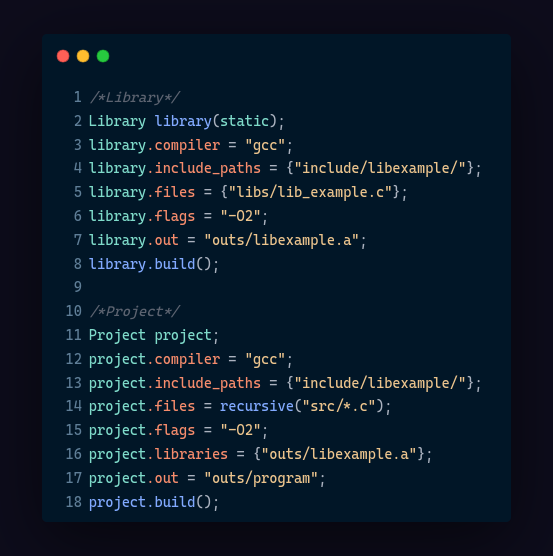 1 /*Library*/
2 Library library(static);
3 library.compiler = "gcc";
4 library.include_paths = {"include/libexample/"};
5 library.files = {"libs/lib_example.c"};
6 library.flags = "-O2";
7 library.out = "outs/libexample.a";
8 library.build();
9
10 /*Project*/
11 Project project;
12 project.compiler = "gcc";
13 project.include_paths = {"include/libexample/"};
14 project.files = recursive("src/*.c");
15 project.flags = "-O2";
16 project.libraries = {"outs/libexample.a"};
17 project.out = "outs/program";
18 project.build();